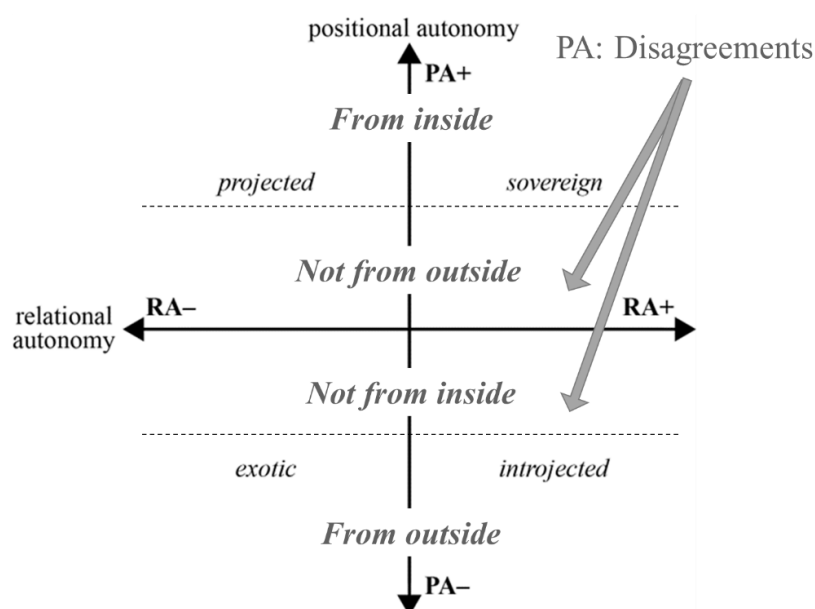 positional autonomy
PA: Disagreements
PA+
From inside
projected
sovereign
Not from outside
RA–
RA+
relational
autonomy
Not from inside
exotic
introjected
From outside
PA–